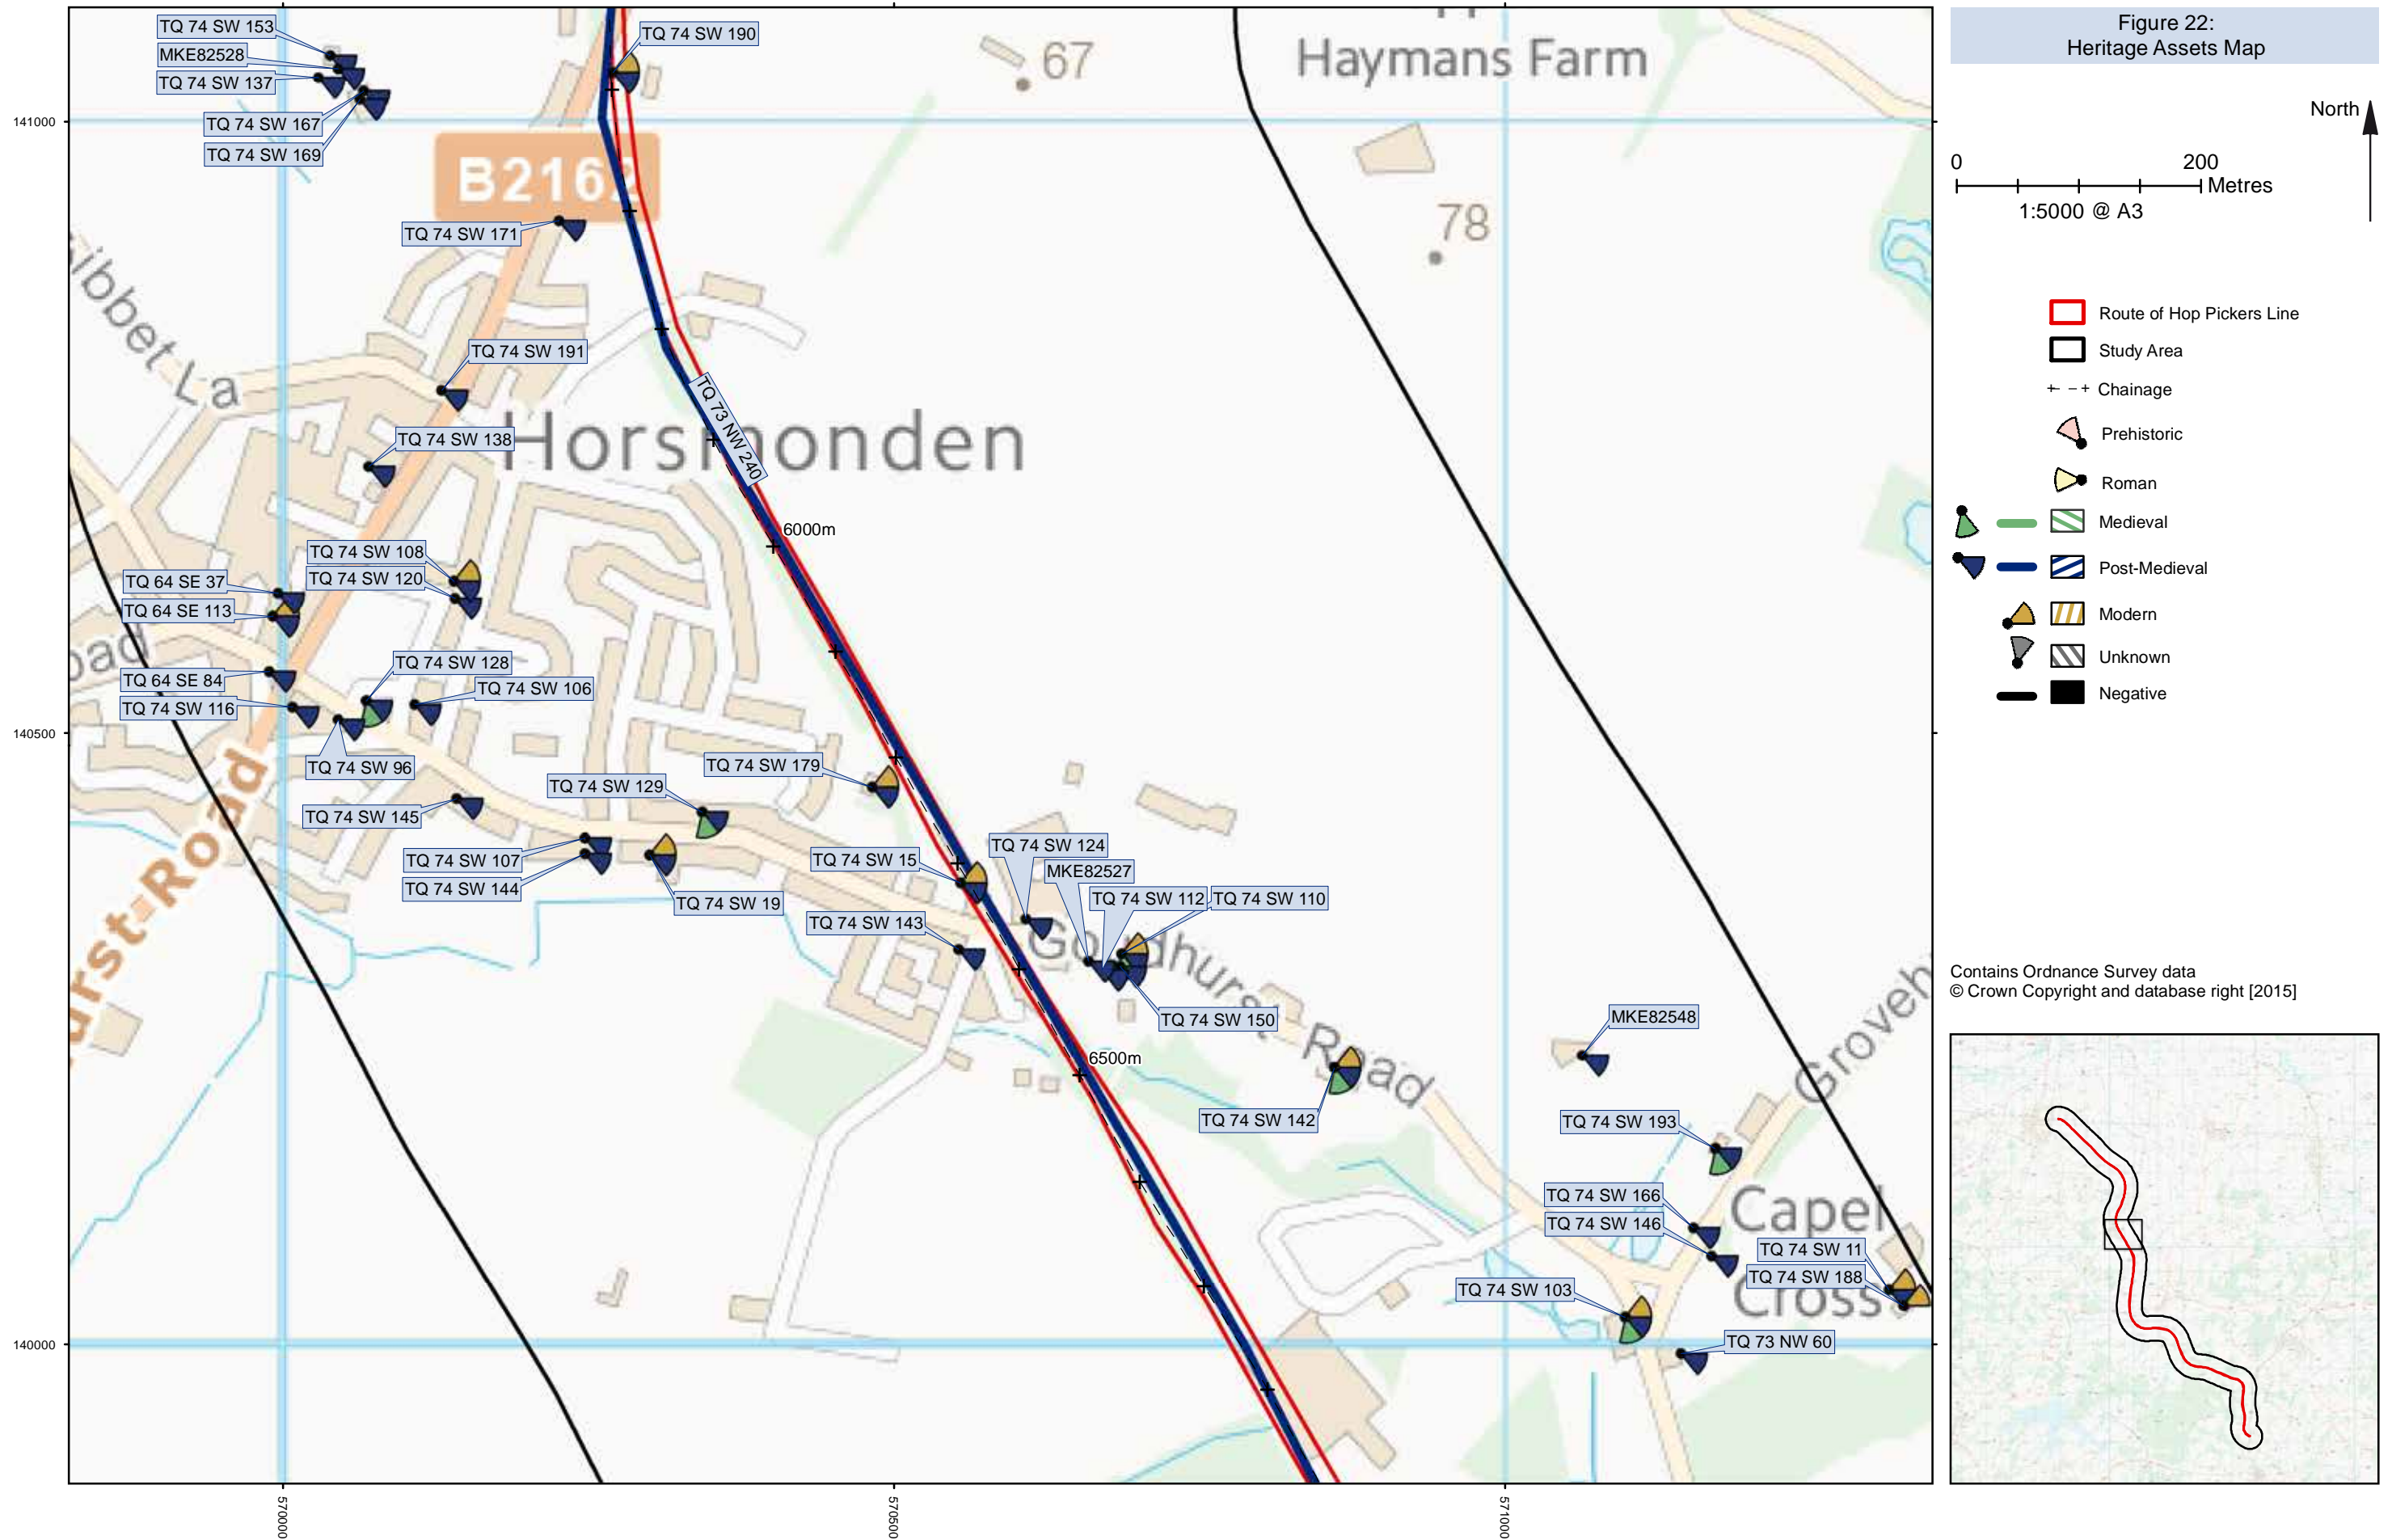 Figure 22:
Heritage Assets Map
North
0 200
Metres
1:5000 @ A3
Route of Hop Pickers Line
Study Area
Chainage
Prehistoric
Roman
Medieval
Post-Medieval
Modern
Unknown
Negative
Contains Ordnance Survey data
© Crown Copyright and database right [2015]
TQ 74 SW 153
MKE82528
TQ 74 SW 137
TQ 74 SW 167
TQ 74 SW 169
TQ 74 SW 190
67
Haymans Farm
141000
B2162
TQ 74 SW 171
78
ibbet La
TQ 74 SW 191
TQ 73 NW 240
TQ 74 SW 138
Horsmonden
6000m
TQ 74 SW 108
TQ 74 SW 120
TQ 64 SE 37
TQ 64 SE 113
oad
TQ 74 SW 128
TQ 64 SE 84
TQ 74 SW 106
TQ 74 SW 116
140500
TQ 74 SW 96
TQ 74 SW 179
TQ 74 SW 129
TQ 74 SW 145
urst Road
TQ 74 SW 107
TQ 74 SW 144
TQ 74 SW 19
TQ 74 SW 15
TQ 74 SW 124
MKE82527
TQ 74 SW 112
TQ 74 SW 110
TQ 74 SW 143
Goudhurst Road
TQ 74 SW 150
MKE82548
Groveh
6500m
TQ 74 SW 142
TQ 74 SW 193
TQ 74 SW 166
TQ 74 SW 146
Capel
Cross
TQ 74 SW 11
TQ 74 SW 188
TQ 74 SW 103
TQ 73 NW 60
140000
570000
570500
571000